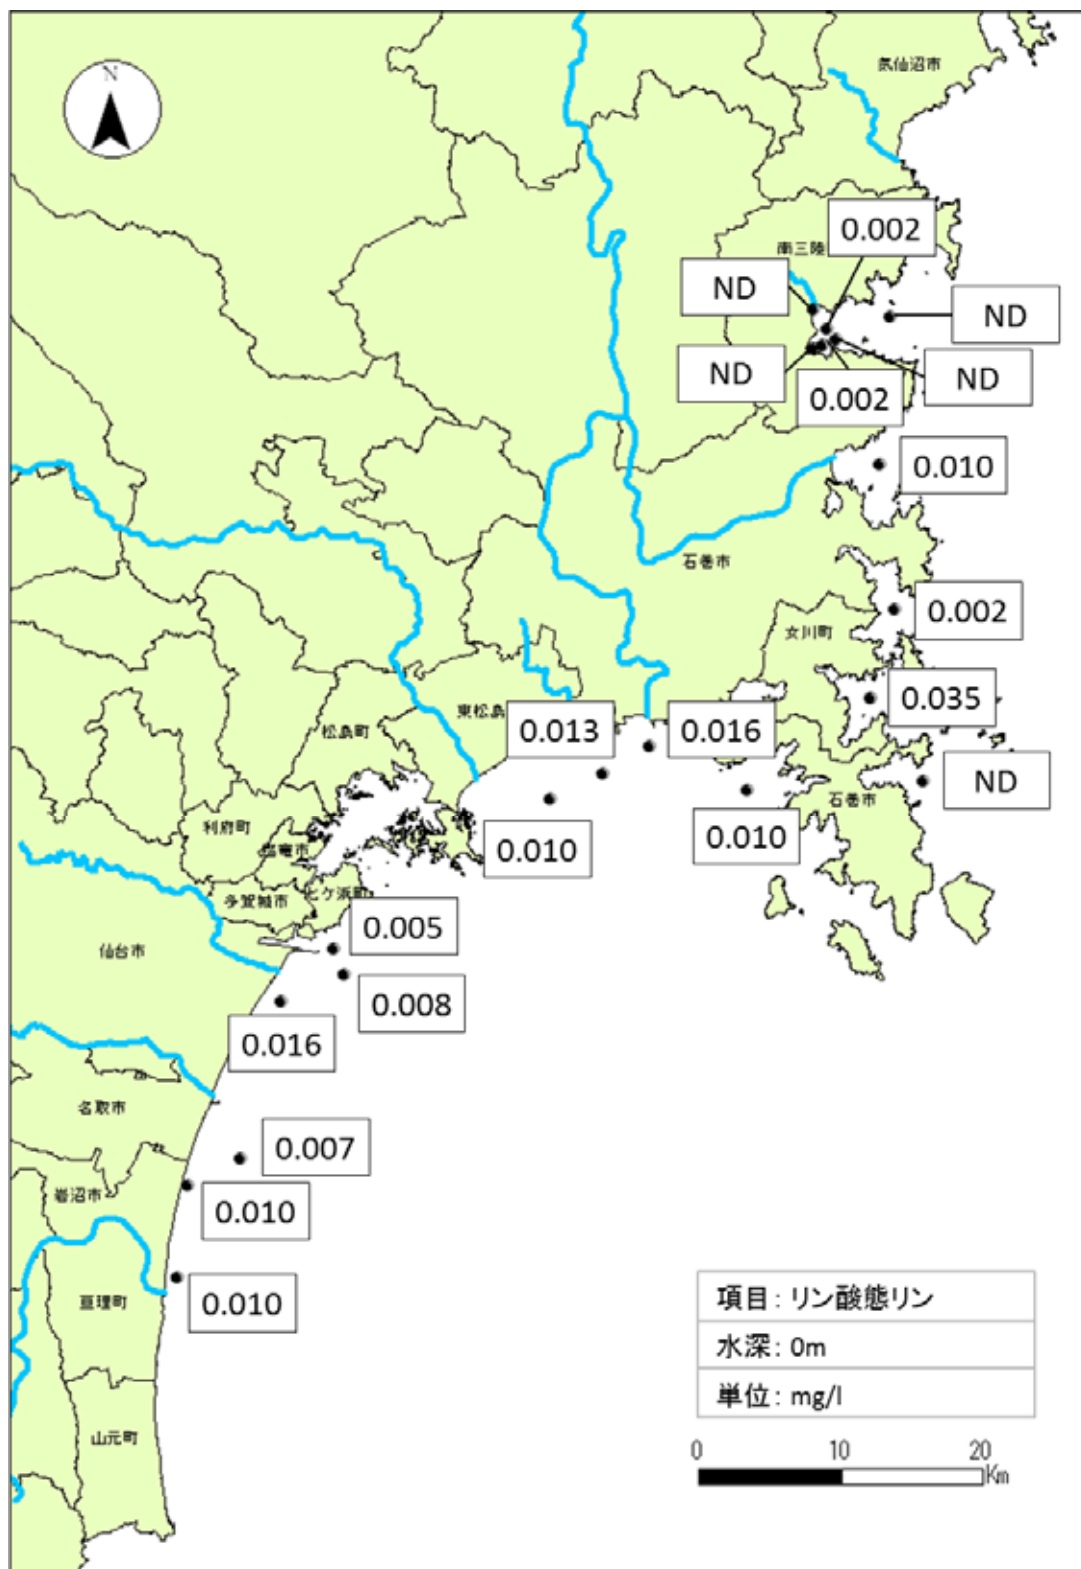 N
気仙沼市
0.002
南三陸
ND
ND
ND
ND
0.002
0.010
石巻市
0.002
女川町
0.035
東松島
0.013
0.016
松島町
ND
石巻市
0.010
0.010
利府町
塩竈市
多賀城市
七ケ浜町
0.005
仙台市
0.008
0.016
名取市
0.007
岩沼市
0.010
亘理町
0.010
項目：リン酸態リン
水深：0m
単位：mg/l
山元町
0
10
20
Km